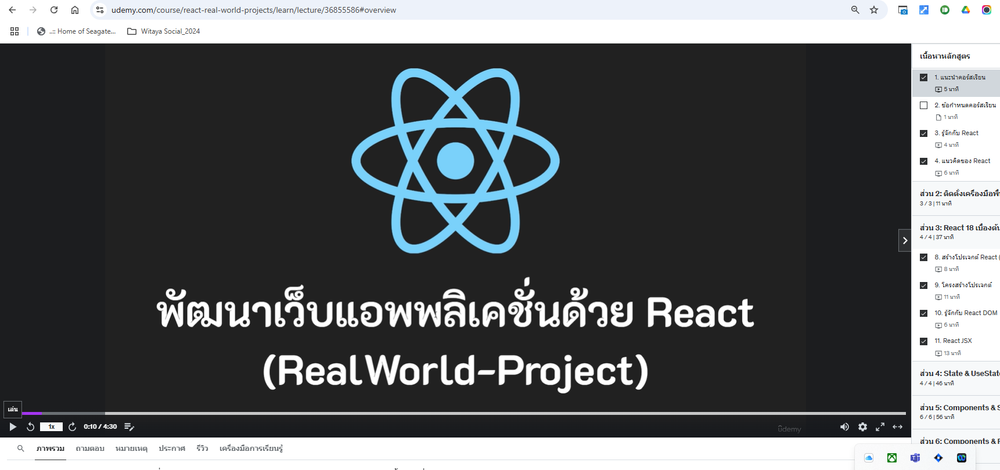 udemy.com/course/react-real-world-projects/learn/lecture/36855586#overview
..:: Home of Seagate...
Witaya Social_2024
พัฒนาเว็บแอพพลิเคชั่นด้วย React
(RealWorld-Project)
เล่น
1x
0:10 / 4:30
ûdemy
ภาพรวม
ถามตอบ
หมายเหตุ
ประกาศ
รีวิว
เครื่องมือการเรียนรู้
เนื้อหาหลักสูตร
1. แนะนำคอร์สเรียน
5 นาที
2. ข้อกำหนดคอร์สเรียน
1 นาที
3. รู้จักกับ React
4 นาที
4. แนวคิดของ React
6 นาที
ส่วน 2: ติดตั้งเครื่องมือพื้
3 / 3 | 11 นาที
ส่วน 3: React 18 เบื้องต้น
4 / 4 | 37 นาที
8. สร้างโปรเจกต์ React (
8 นาที
9. โครงสร้างโปรเจกต์
11 นาที
10. รู้จักกับ React DOM
6 นาที
11. React JSX
13 นาที
ส่วน 4: State & UseState
4 / 4 | 46 นาที
ส่วน 5: Components & S
6 / 6 | 56 นาที
ส่วน 6: Components &